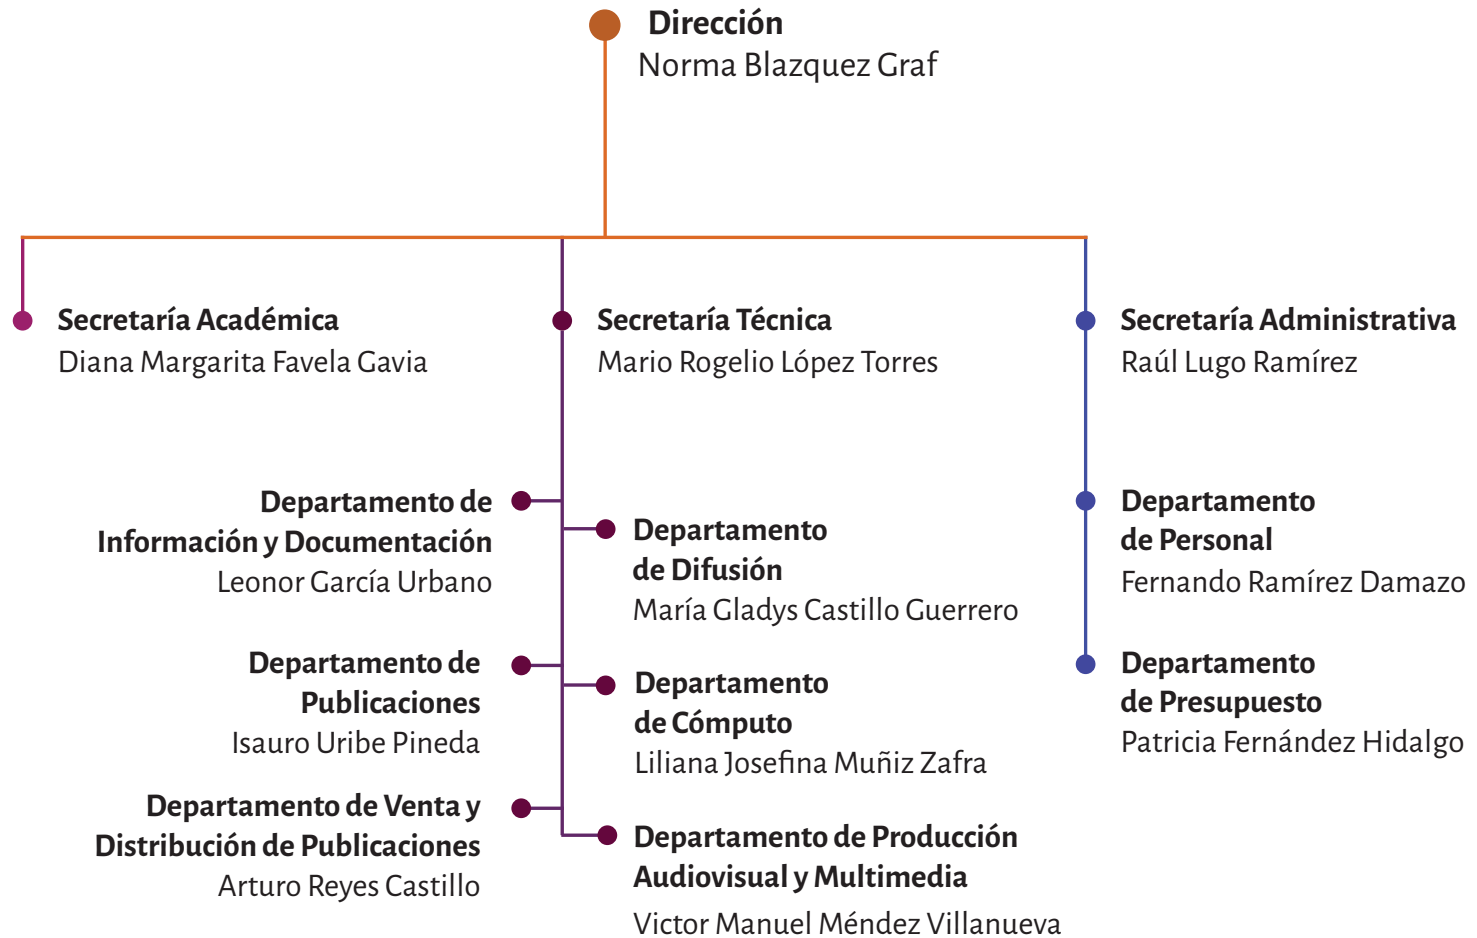 Dirección
Norma Blazquez Graf
Secretaría Académica
Diana Margarita Favela Gavia
Secretaría Técnica
Mario Rogelio López Torres
Secretaría Administrativa
Raúl Lugo Ramírez
Departamento de
Información y Documentación
Leonor García Urbano
Departamento de
Publicaciones
Isauro Uribe Pineda
Departamento de Venta y
Distribución de Publicaciones
Arturo Reyes Castillo
Departamento
de Difusión
María Gladys Castillo Guerrero
Departamento
de Cómputo
Liliana Josefina Muñiz Zafra
Departamento de Producción
Audiovisual y Multimedia
Victor Manuel Méndez Villanueva
Departamento
de Personal
Fernando Ramírez Damazo
Departamento
de Presupuesto
Patricia Fernández Hidalgo